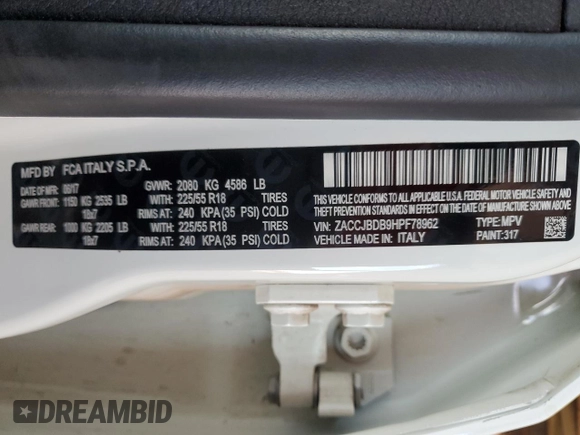 MFD BY FCA ITALY S.P.A.
DATE OF MFR: 06/17 GVWR: 2080 KG 4586 LB
GAWR FRONT: 1150 KG 2535 LB WITH 225/55 R18 TIRES
18x7 RIMS AT: 240 KPA (35 PSI) COLD
GAWR REAR: 1000 KG 2205 LB WITH 225/55 R18 TIRES
18x7 RIMS AT: 240 KPA (35 PSI) COLD
THIS VEHICLE CONFORMS TO ALL APPLICABLE U.S.A. FEDERAL MOTOR VEHICLE SAFETY,
BUMPER, AND THEFT PREVENTION STANDARDS IN EFFECT ON THE DATE OF
MANUFACTURE SHOWN ABOVE.
VIN: ZACCJBDB9HPF78962 TYPE: MPV
VEHICLE MADE IN: ITALY PAINT: 317
DREAMBID